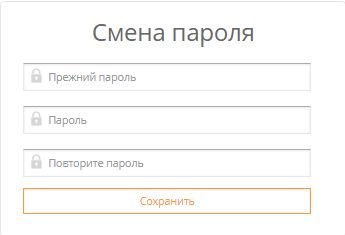 Смена пароля
Прежний пароль
Пароль
Повторите пароль
Сохранить